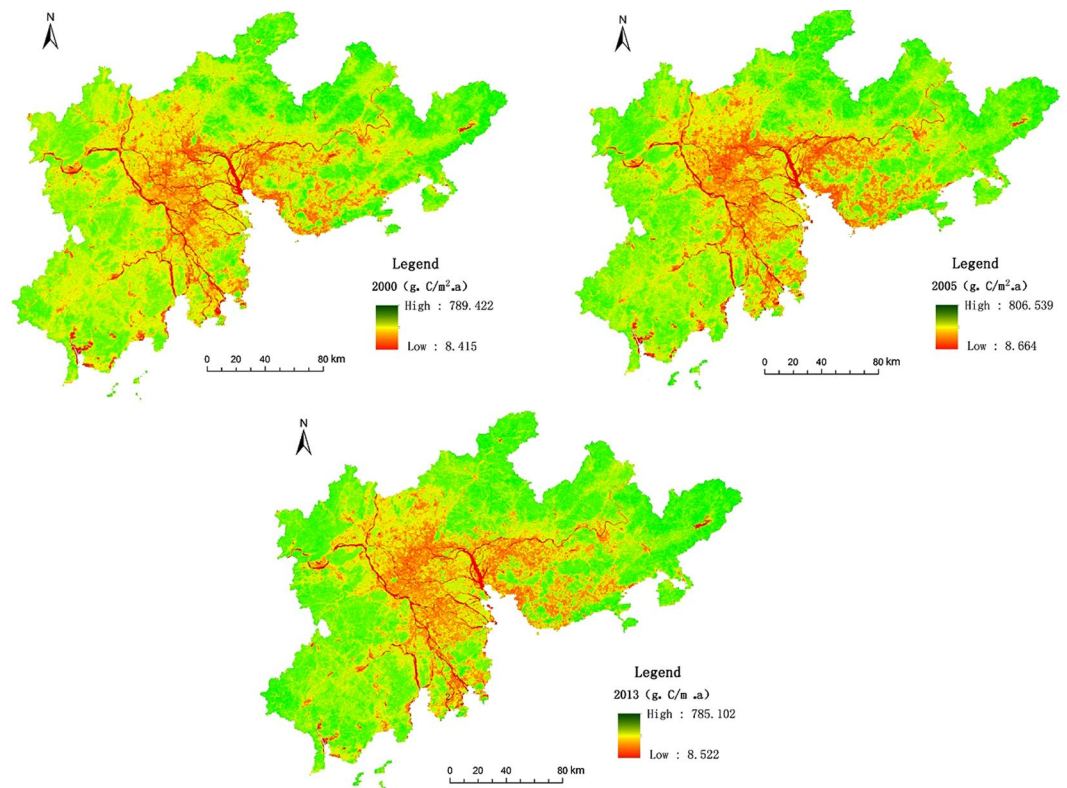 N
Legend
2000 (g. C/m².a)
High : 789.422
Low : 8.415
0 20 40 80 km
N
Legend
2005 (g. C/m².a)
High : 806.539
Low : 8.664
0 20 40 80 km
N
Legend
2013 (g. C/m .a)
High : 785.102
Low : 8.522
0 20 40 80 km